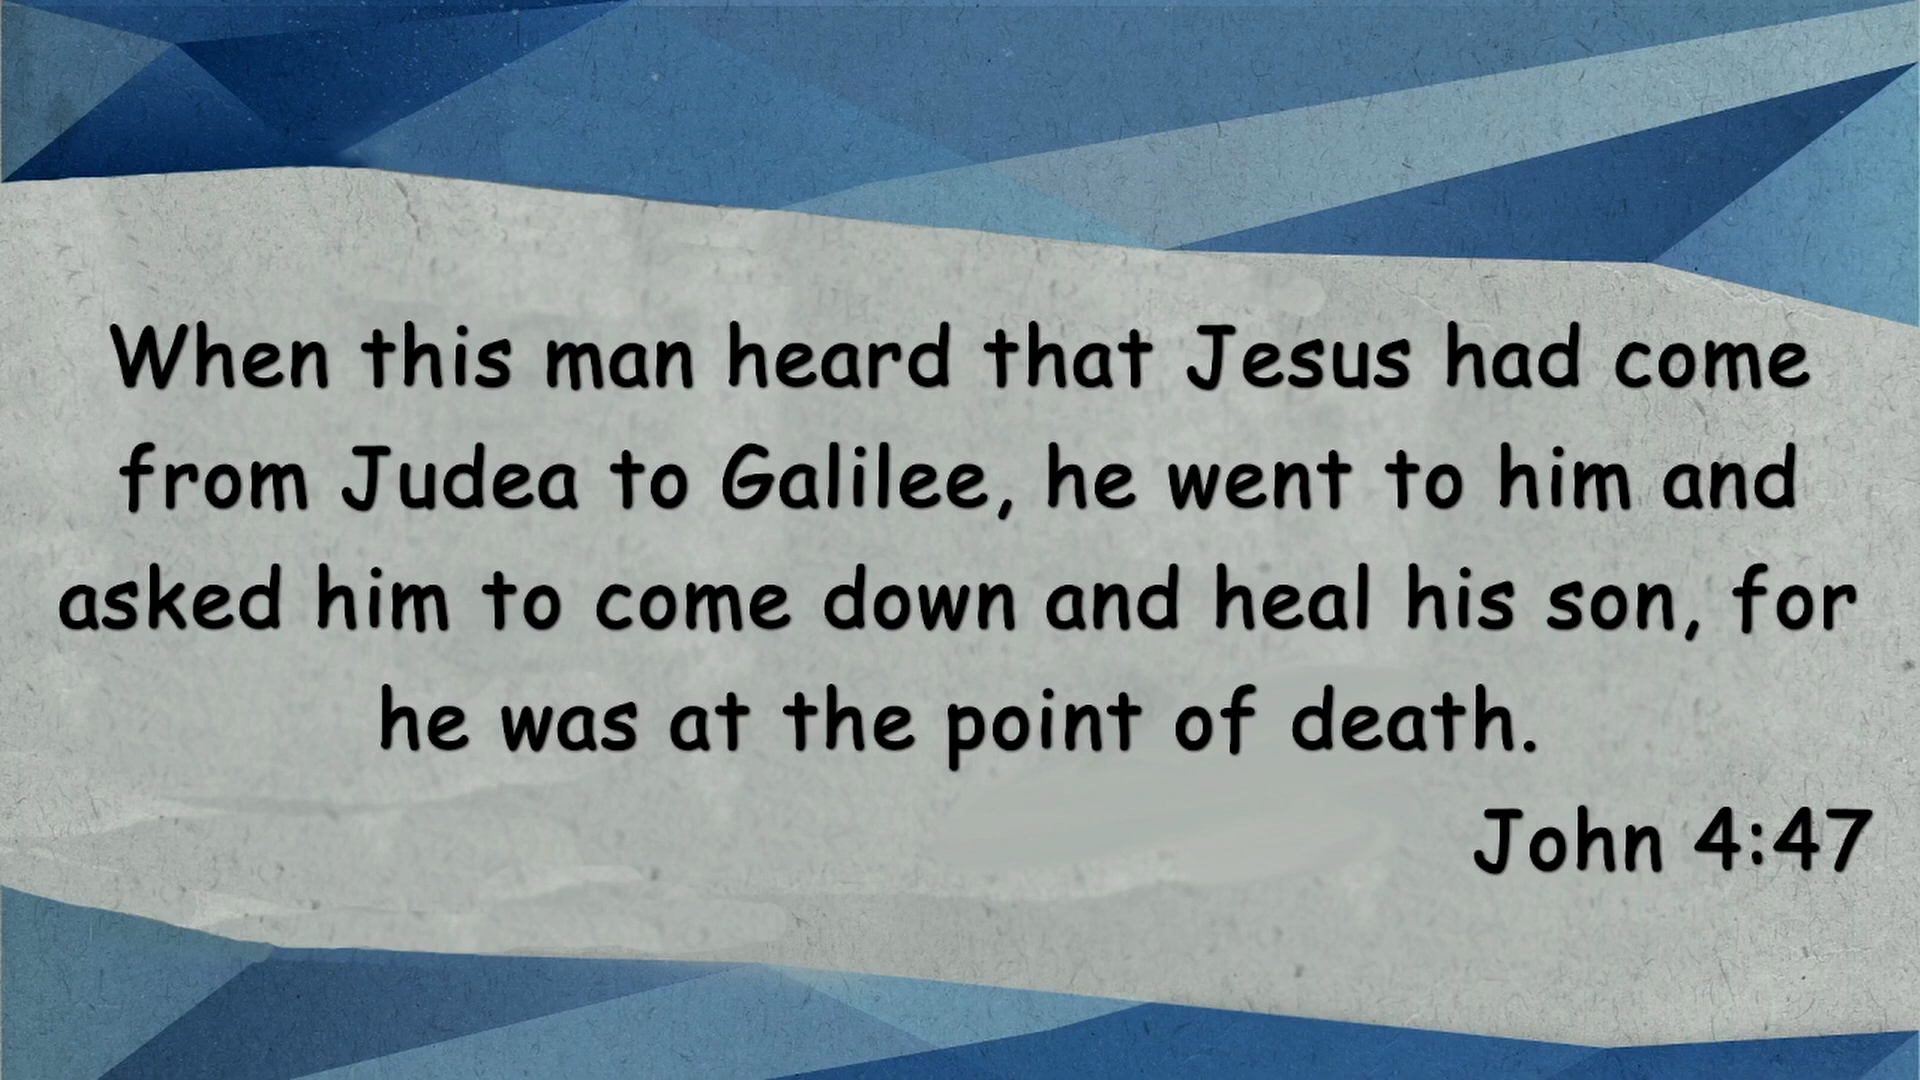 When this man heard that Jesus had come
from Judea to Galilee, he went to him and
asked him to come down and heal his son, for
he was at the point of death.
John 4:47